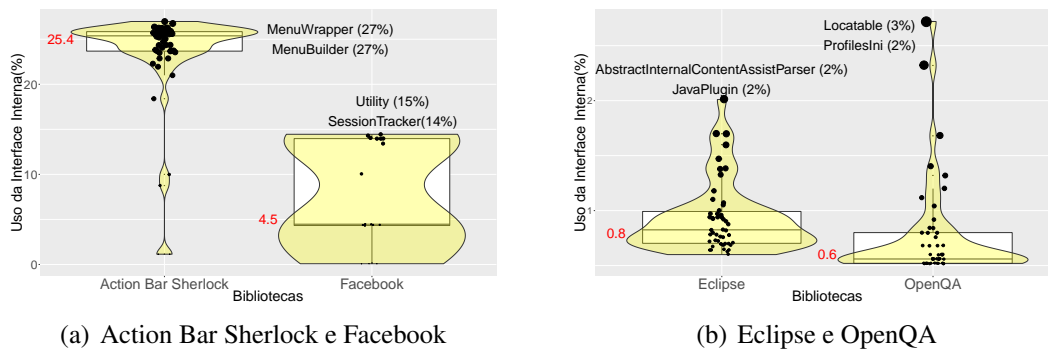 Uso da Interface Interna(%)
20
10
0
25.4
MenuWrapper (27%)
MenuBuilder (27%)
Utility (15%)
SessionTracker(14%)
4.5
Action Bar Sherlock
Facebook
Bibliotecas
(a) Action Bar Sherlock e Facebook
Uso da Interface Interna(%)
2
1
Locatable (3%)
ProfilesIni (2%)
AbstractInternalContentAssistParser (2%)
JavaPlugin (2%)
0.8
0.6
Eclipse
OpenQA
Bibliotecas
(b) Eclipse e OpenQA